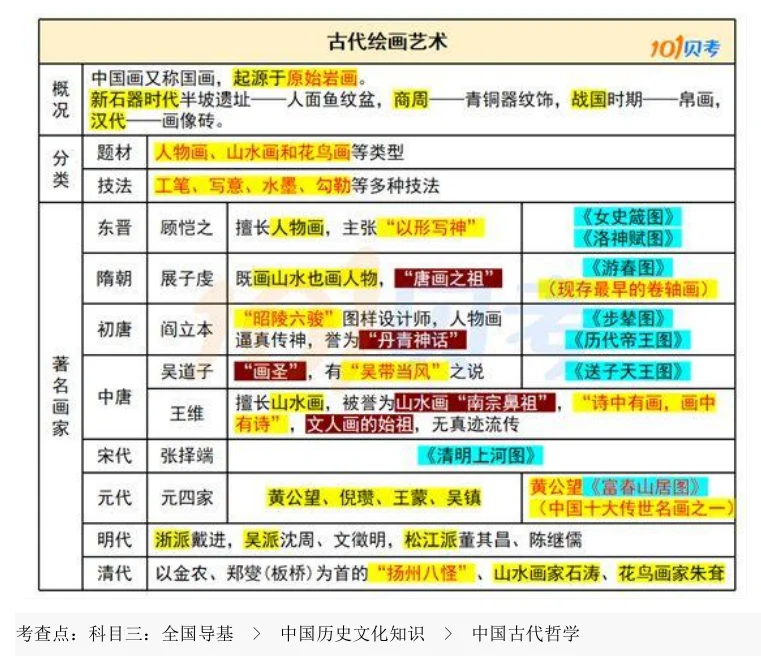 古代绘画艺术
101贝考
概况
中国画又称国画，起源于原始岩画。
新石器时代半坡遗址——人面鱼纹盆，商周——青铜器纹饰，战国时期——帛画，
汉代——画像砖。
分类
题材 人物画、山水画和花鸟画等类型
技法 工笔、写意、水墨、勾勒等多种技法
著名画家
东晋 顾恺之 擅长人物画，主张“以形写神” 《女史箴图》
《洛神赋图》
隋朝 展子虔 既画山水也画人物，“唐画之祖” 《游春图》
（现存最早的卷轴画）
初唐 阎立本 “昭陵六骏”图样设计师，人物画 《步辇图》
逼真传神，誉为“丹青神话” 《历代帝王图》
中唐 吴道子 “画圣”，有“吴带当风”之说 《送子天王图》
王维 擅长山水画，被誉为山水画“南宗鼻祖”，“诗中有画，画中
有诗”，文人画的始祖，无真迹流传
宋代 张择端 《清明上河图》
元代 元四家 黄公望、倪瓒、王蒙、吴镇 黄公望《富春山居图》
（中国十大传世名画之一）
明代 浙派戴进，吴派沈周、文徵明，松江派董其昌、陈继儒
清代 以金农、郑燮(板桥)为首的“扬州八怪”、山水画家石涛、花鸟画家朱耷
考查点：科目三：全国导基 > 中国历史文化知识 > 中国古代哲学